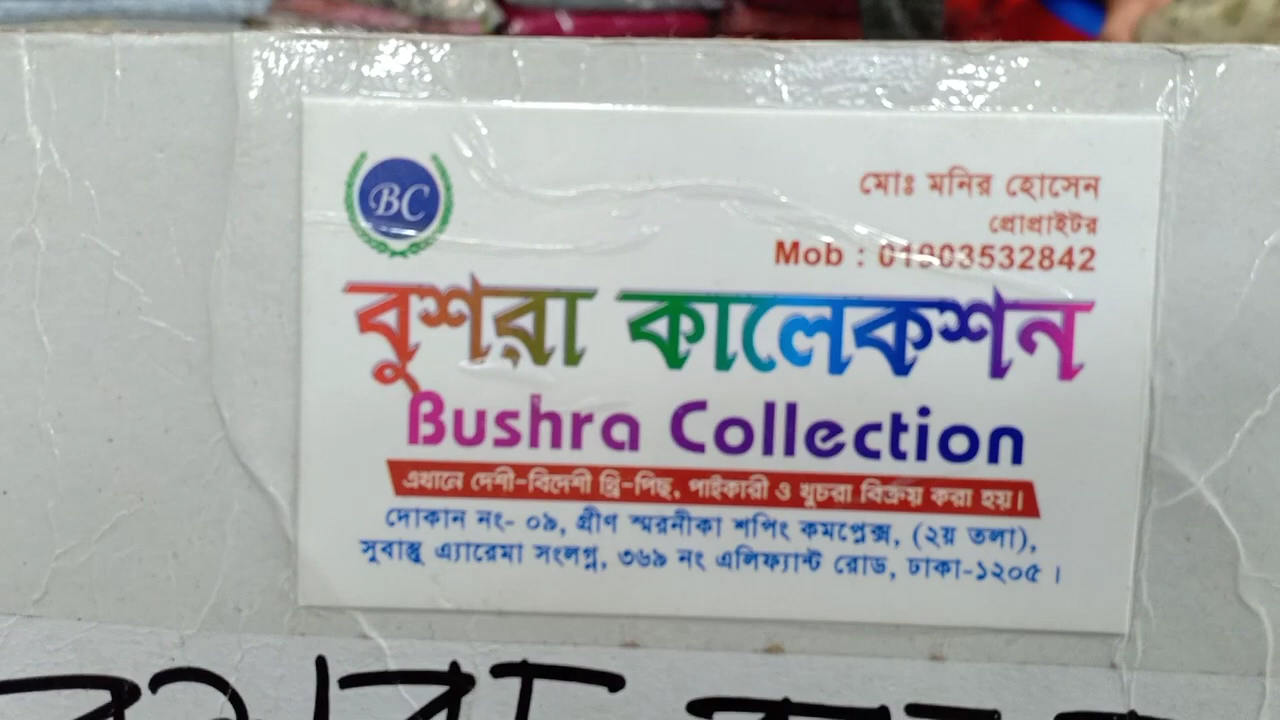 BC
মোঃ মনির হোসেন
প্রোপ্রাইটর
Mob : 01903532842
বুশরা কালেকশন
Bushra Collection
এখানে দেশী-বিদেশী থ্রি-পিছ, পাইকারী ও খুচরা বিক্রয় করা হয়।
দোকান নং- ০৯, গ্রীণ স্মরনীকা শপিং কমপ্লেক্স, (২য় তলা),
সুবাস্তু এ্যারেমা সংলগ্ন, ৩৬৯ নং এলিফ্যান্ট রোড, ঢাকা-১২০৫।